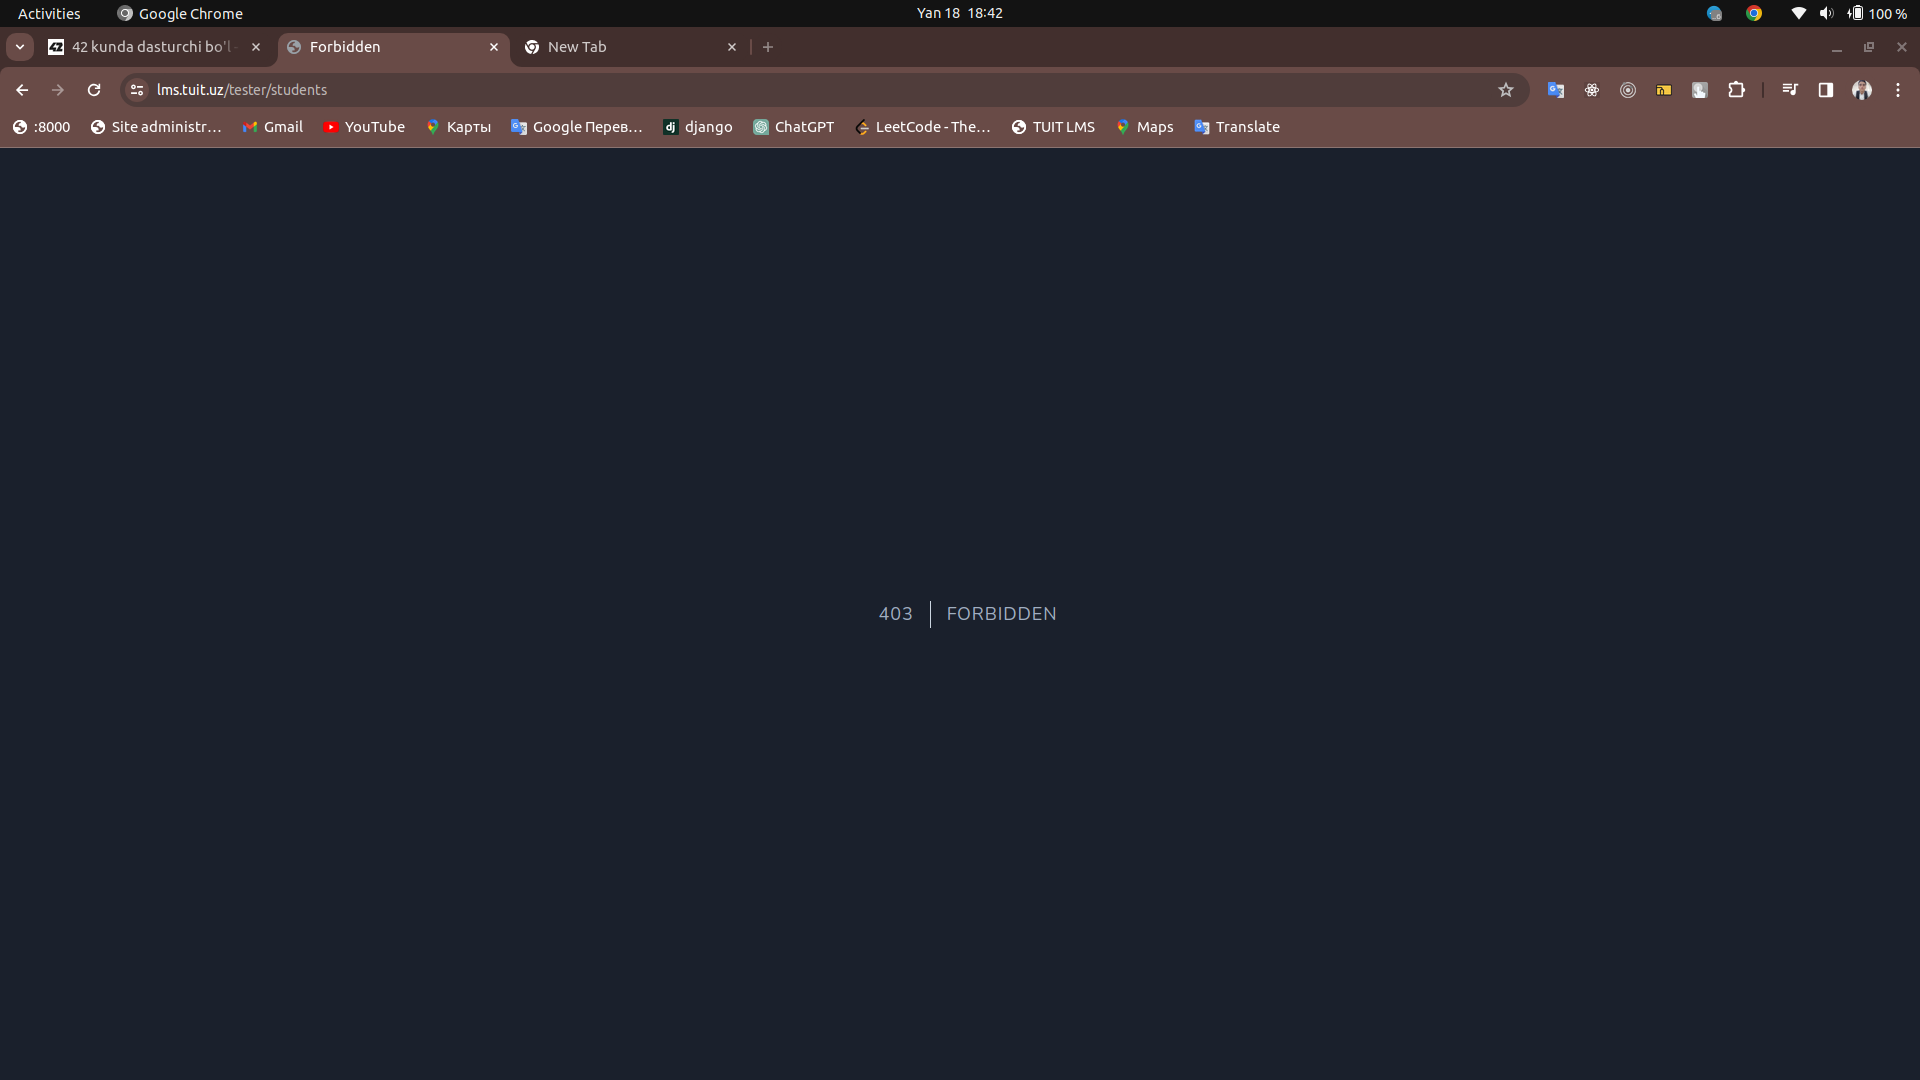 Activities Google Chrome Yan 18 18:42 100 %
42 kunda dasturchi bo'l Forbidden New Tab
lms.tuit.uz/tester/students
:8000 Site administr… Gmail YouTube Карты Google Перев… django ChatGPT LeetCode - The… TUIT LMS Maps Translate
403 FORBIDDEN